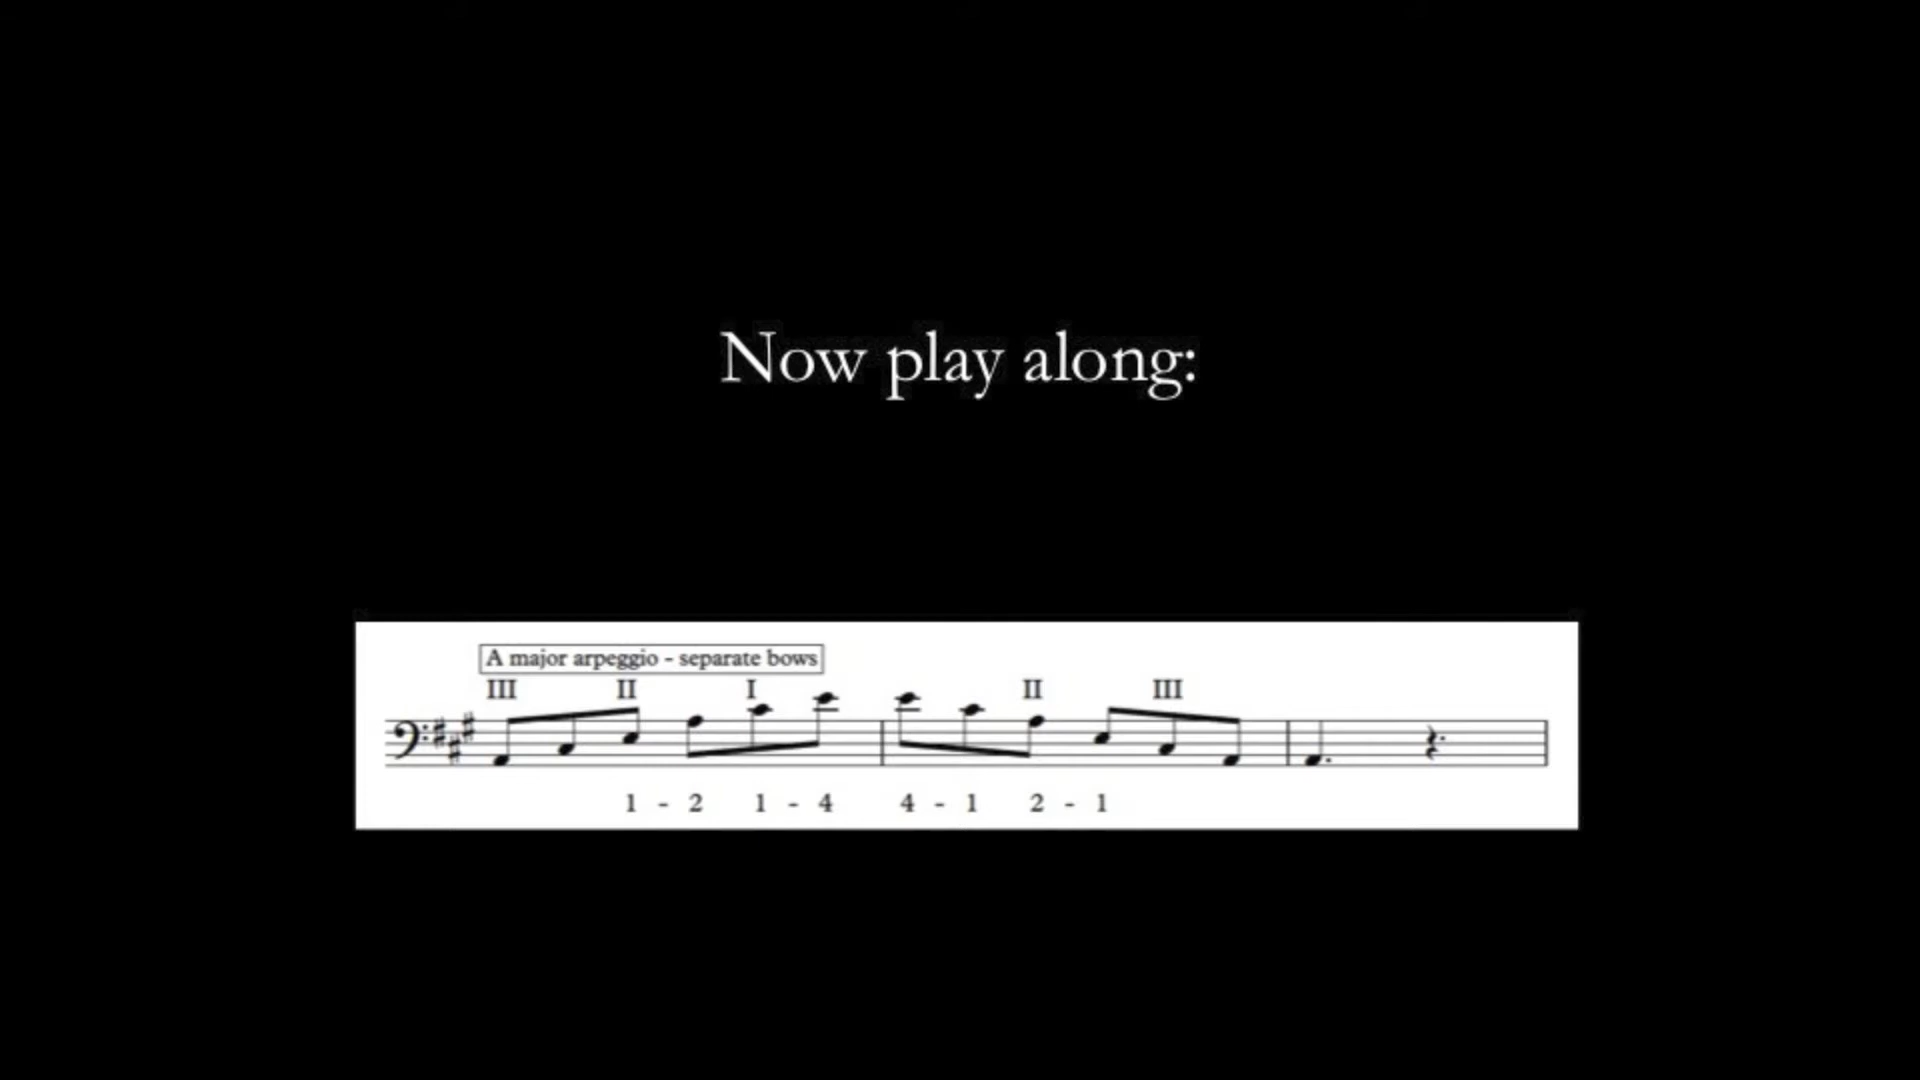 Now play along:
A major arpeggio - separate bows
III II I II III
1 - 2 1 - 4 4 - 1 2 - 1